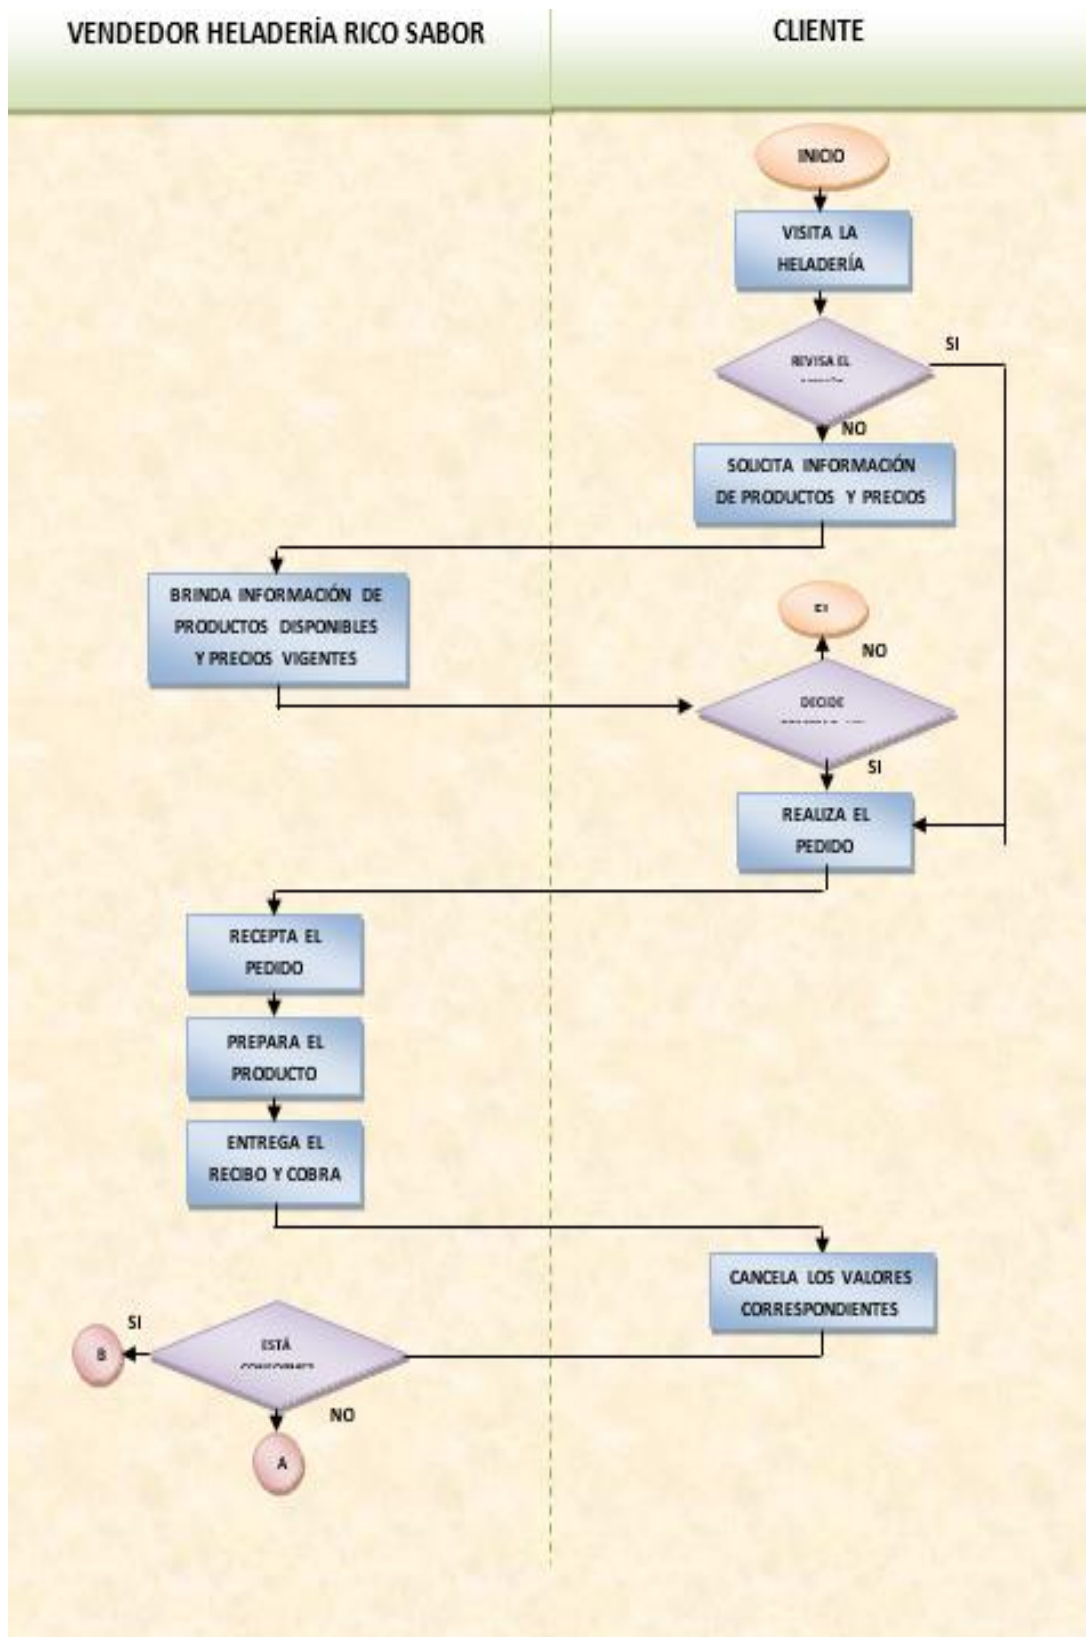 VENDEDOR HELADERÍA RICO SABOR
CLIENTE
INICIO
VISITA LA
HELADERÍA
REVISA EL
SI
NO
SOLICITA INFORMACIÓN
DE PRODUCTOS Y PRECIOS
BRINDA INFORMACIÓN DE
PRODUCTOS DISPONIBLES
Y PRECIOS VIGENTES
NO
DECIDE
SI
REALIZA EL
PEDIDO
RECEPTA EL
PEDIDO
PREPARA EL
PRODUCTO
ENTREGA EL
RECIBO Y COBRA
CANCELA LOS VALORES
CORRESPONDIENTES
SI
B
ESTÁ
NO
A